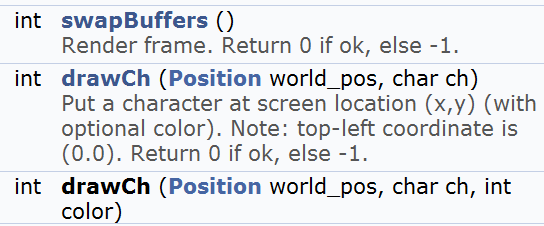 int swapBuffers ()
Render frame. Return 0 if ok, else -1.
int drawCh (Position world_pos, char ch)
Put a character at screen location (x,y) (with
optional color). Note: top-left coordinate is
(0.0). Return 0 if ok, else -1.
int drawCh (Position world_pos, char ch, int
color)